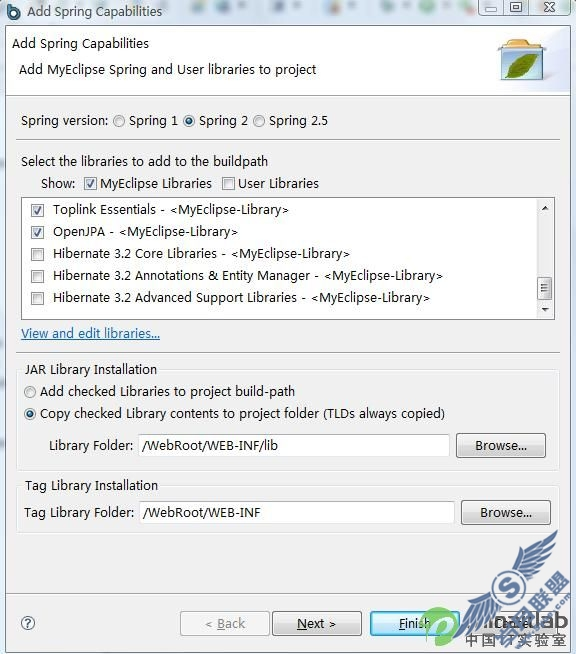 Add Spring Capabilities
Add Spring Capabilities
Add MyEclipse Spring and User libraries to project
Spring version: Spring 1 Spring 2 Spring 2.5
Select the libraries to add to the buildpath
Show: MyEclipse Libraries User Libraries
Toplink Essentials - <MyEclipse-Library>
OpenJPA - <MyEclipse-Library>
Hibernate 3.2 Core Libraries - <MyEclipse-Library>
Hibernate 3.2 Annotations & Entity Manager - <MyEclipse-Library>
Hibernate 3.2 Advanced Support Libraries - <MyEclipse-Library>
View and edit libraries...
JAR Library Installation
Add checked Libraries to project build-path
Copy checked Library contents to project folder (TLDs always copied)
Library Folder: /WebRoot/WEB-INF/lib Browse...
Tag Library Installation
Tag Library Folder: /WebRoot/WEB-INF Browse...
< Back Next > Finish
中国IT实验室